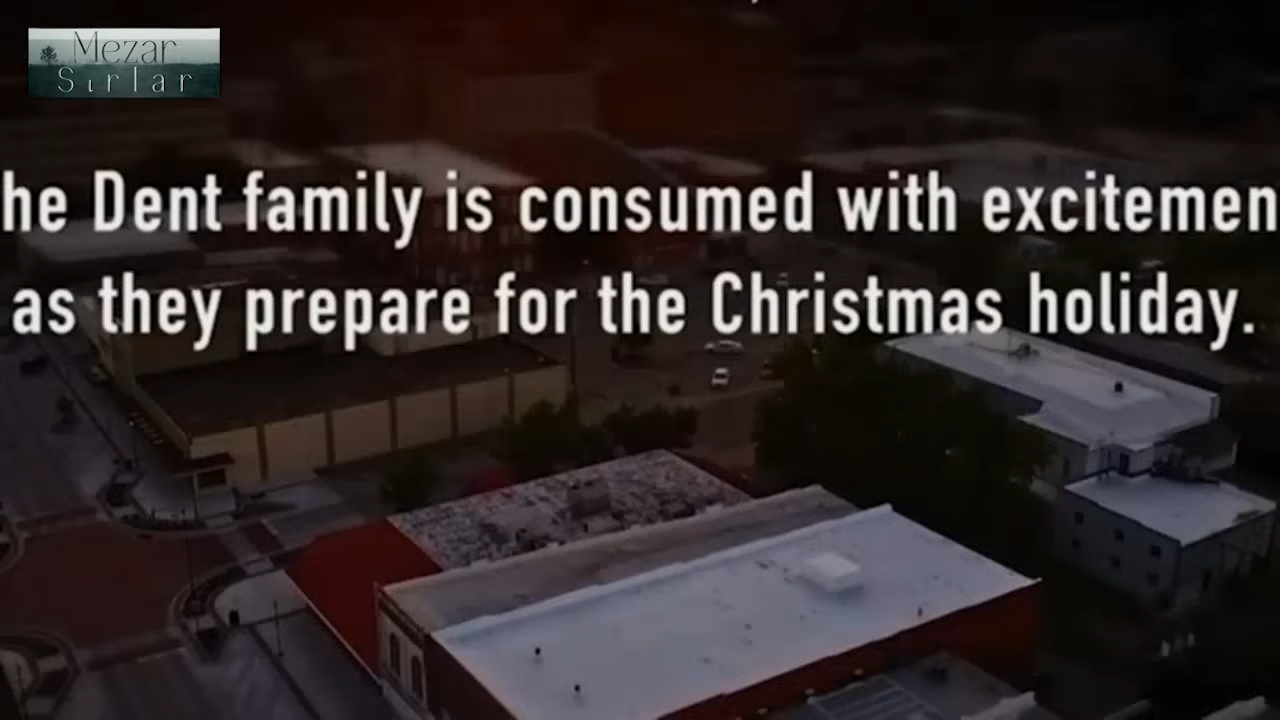 Mezar
Sırlar
he Dent family is consumed with excitemen
as they prepare for the Christmas holiday.